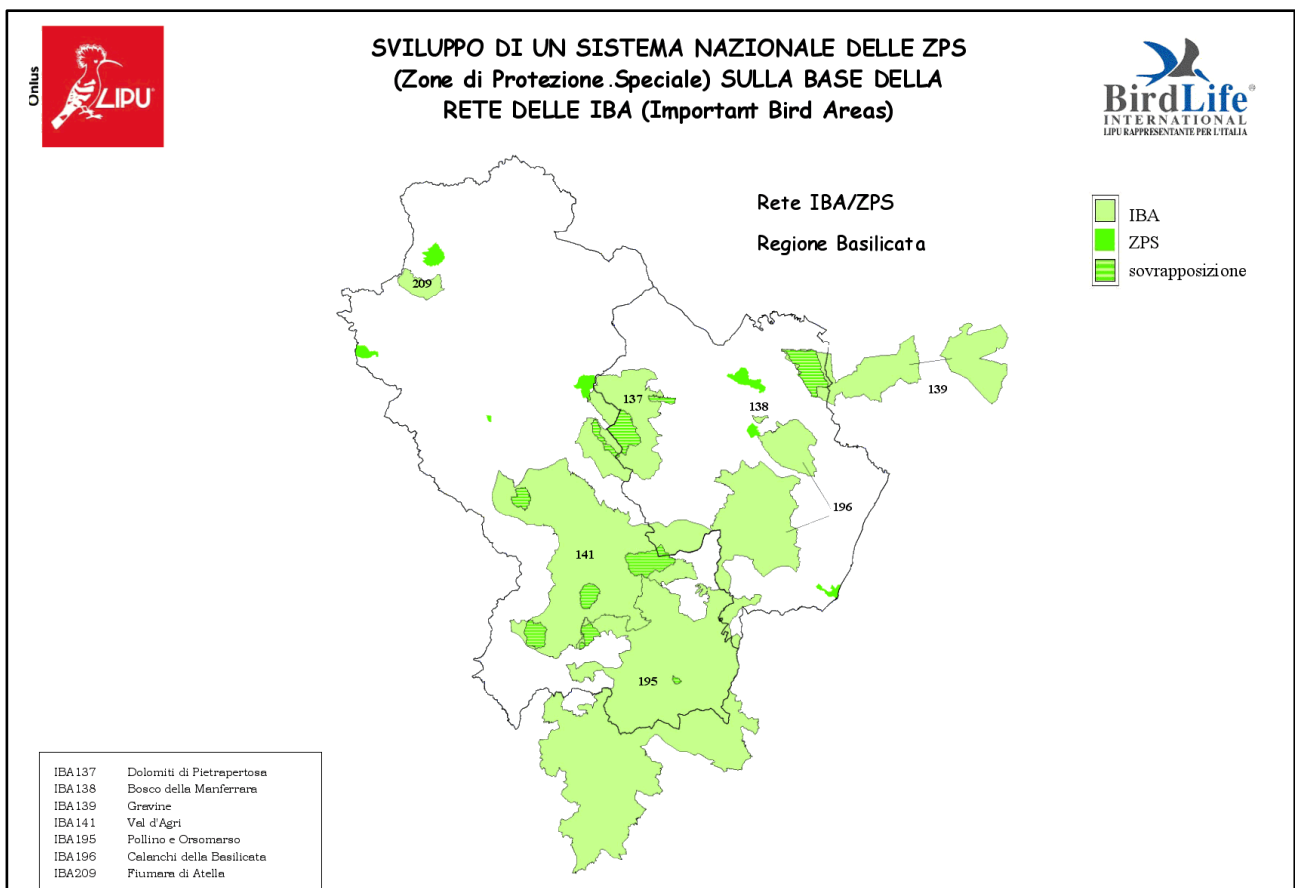 Onlus
LIPU
SVILUPPO DI UN SISTEMA NAZIONALE DELLE ZPS
(Zone di Protezione.Speciale) SULLA BASE DELLA
RETE DELLE IBA (Important Bird Areas)
BirdLife®
INTERNATIONAL
LIPU RAPPRESENTANTE PER L'ITALIA
Rete IBA/ZPS
Regione Basilicata
IBA
ZPS
sovrapposizione
209
137
138
139
196
141
195
IBA137 Dolomiti di Pietrapertosa
IBA138 Bosco della Manferrara
IBA139 Gravine
IBA141 Val d'Agri
IBA195 Pollino e Orsomarso
IBA196 Calanchi della Basilicata
IBA209 Fiumara di Atella